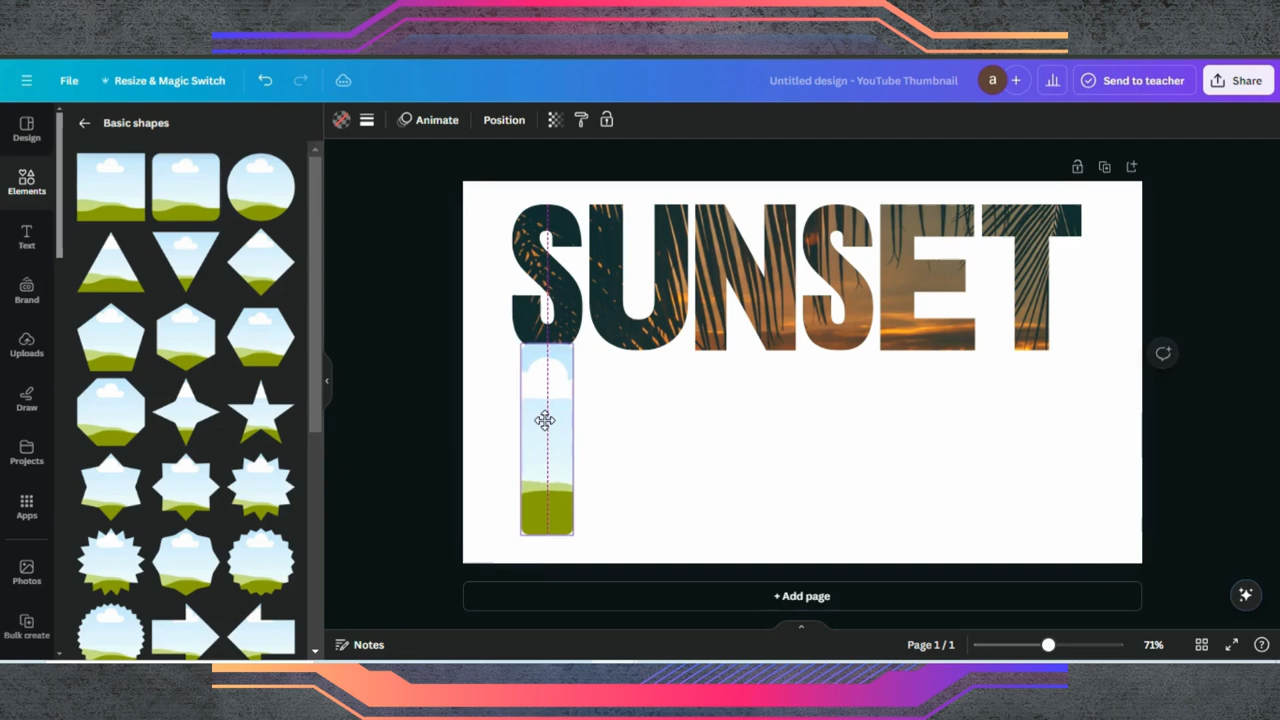 File
Resize & Magic Switch
Untitled design - YouTube Thumbnail
a
+
Send to teacher
Share
Design
Basic shapes
Animate
Position
Elements
Text
Brand
Uploads
Draw
Projects
Apps
Photos
Bulk create
SUNSET
+ Add page
Notes
Page 1 / 1
71%